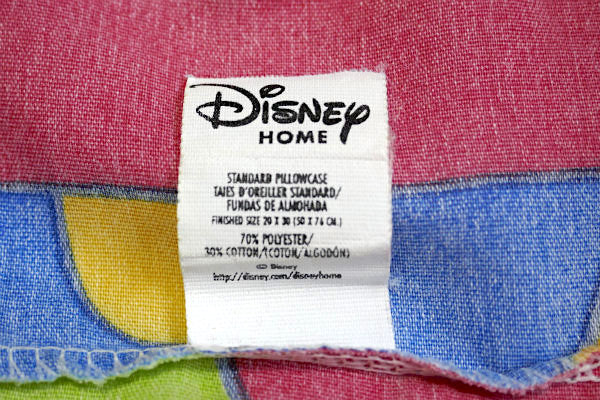 Disney
HOME
STANDARD PILLOWCASE
TAIES D'OREILLER STANDARD/
FUNDAS DE ALMOHADA
FINISHED SIZE 20 X 30 (50 X 76 CM.)
70% POLYESTER/
30% COTTON/(COTON/ALGODÓN)
© Disney
http://disney.com/disneyhome